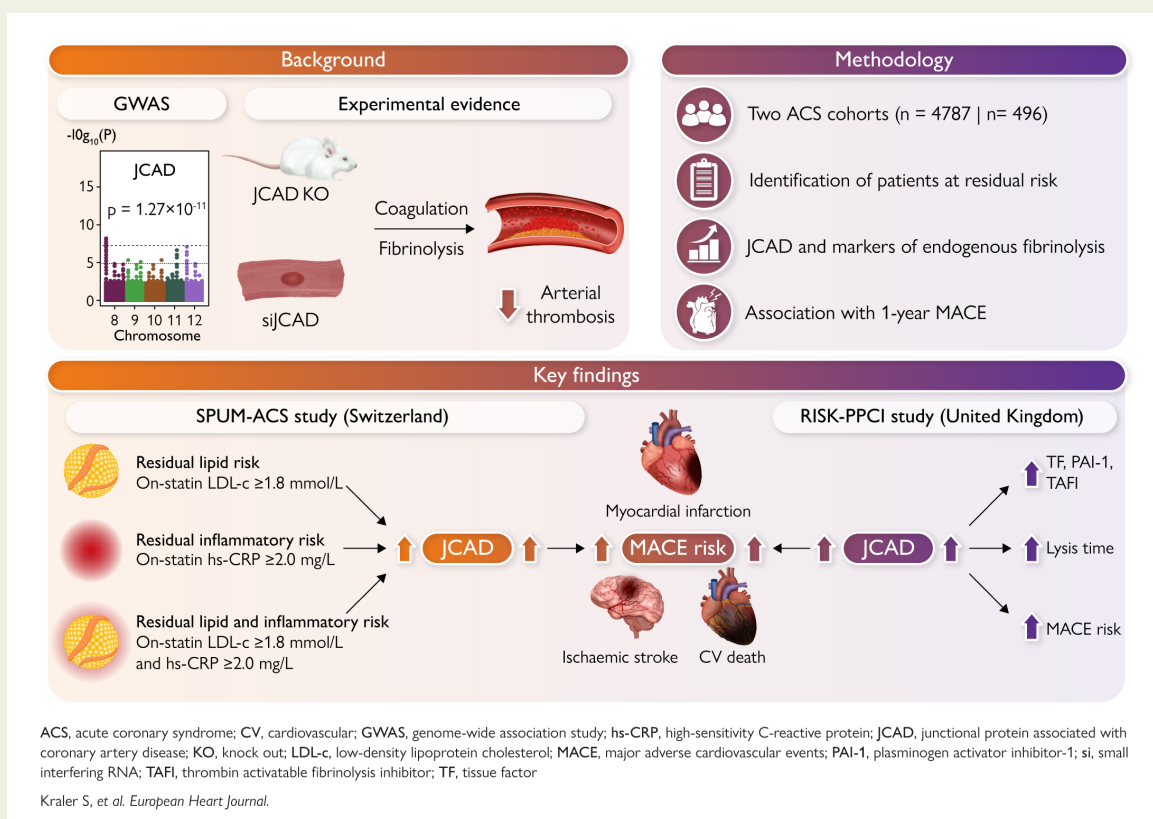 Background
GWAS
Experimental evidence
-l0g10(P)
JCAD
p = 1.27×10-11
15
10
5
0
8 9 10 11 12
Chromosome
JCAD KO
siJCAD
Coagulation
Fibrinolysis
Arterial
thrombosis
Methodology
Two ACS cohorts (n = 4787 | n= 496)
Identification of patients at residual risk
JCAD and markers of endogenous fibrinolysis
Association with 1-year MACE
Key findings
SPUM-ACS study (Switzerland)
RISK-PPCI study (United Kingdom)
Residual lipid risk
On-statin LDL-c ≥1.8 mmol/L
Residual inflammatory risk
On-statin hs-CRP ≥2.0 mg/L
Residual lipid and inflammatory risk
On-statin LDL-c ≥1.8 mmol/L
and hs-CRP ≥2.0 mg/L
JCAD
Myocardial infarction
MACE risk
Ischaemic stroke
CV death
JCAD
TF, PAI-1,
TAFI
Lysis time
MACE risk
ACS, acute coronary syndrome; CV, cardiovascular; GWAS, genome-wide association study; hs-CRP, high-sensitivity C-reactive protein; JCAD, junctional protein associated with
coronary artery disease; KO, knock out; LDL-c, low-density lipoprotein cholesterol; MACE, major adverse cardiovascular events; PAI-1, plasminogen activator inhibitor-1; si, small
interfering RNA; TAFI, thrombin activatable fibrinolysis inhibitor; TF, tissue factor
Kraler S, et al. European Heart Journal.